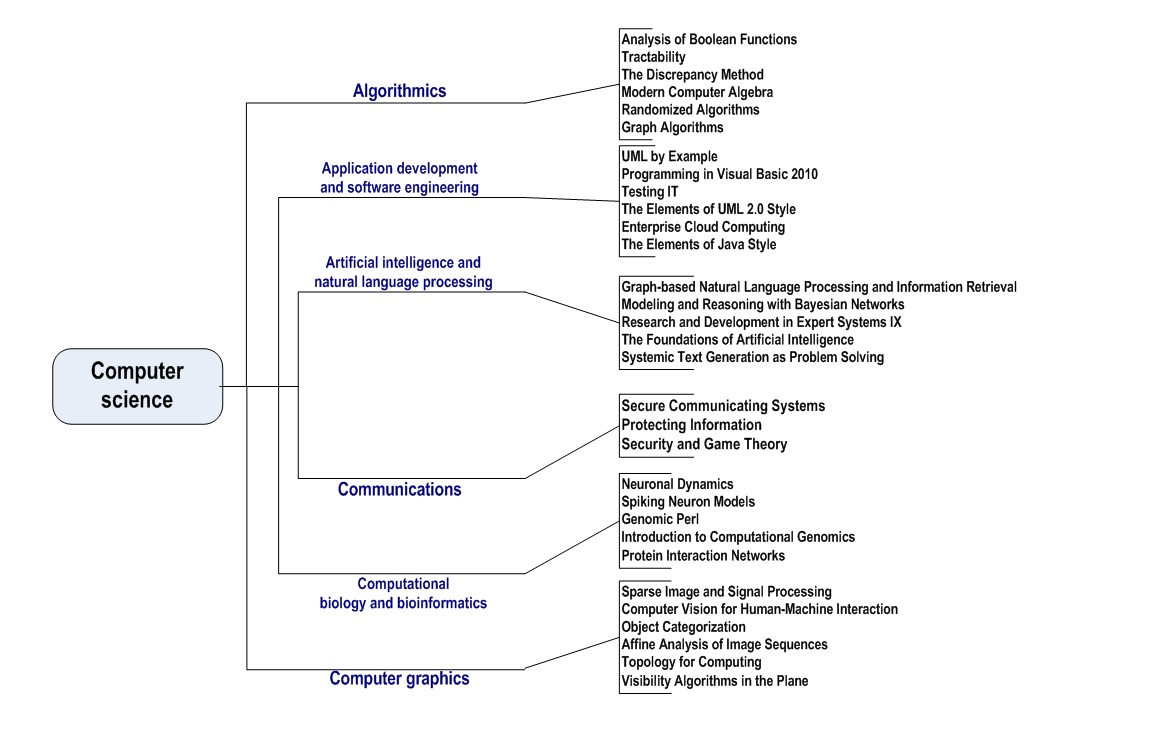 Computer
science
Algorithmics
Analysis of Boolean Functions
Tractability
The Discrepancy Method
Modern Computer Algebra
Randomized Algorithms
Graph Algorithms
Application development
and software engineering
UML by Example
Programming in Visual Basic 2010
Testing IT
The Elements of UML 2.0 Style
Enterprise Cloud Computing
The Elements of Java Style
Artificial intelligence and
natural language processing
Graph-based Natural Language Processing and Information Retrieval
Modeling and Reasoning with Bayesian Networks
Research and Development in Expert Systems IX
The Foundations of Artificial Intelligence
Systemic Text Generation as Problem Solving
Communications
Secure Communicating Systems
Protecting Information
Security and Game Theory
Computational
biology and bioinformatics
Neuronal Dynamics
Spiking Neuron Models
Genomic Perl
Introduction to Computational Genomics
Protein Interaction Networks
Computer graphics
Sparse Image and Signal Processing
Computer Vision for Human-Machine Interaction
Object Categorization
Affine Analysis of Image Sequences
Topology for Computing
Visibility Algorithms in the Plane